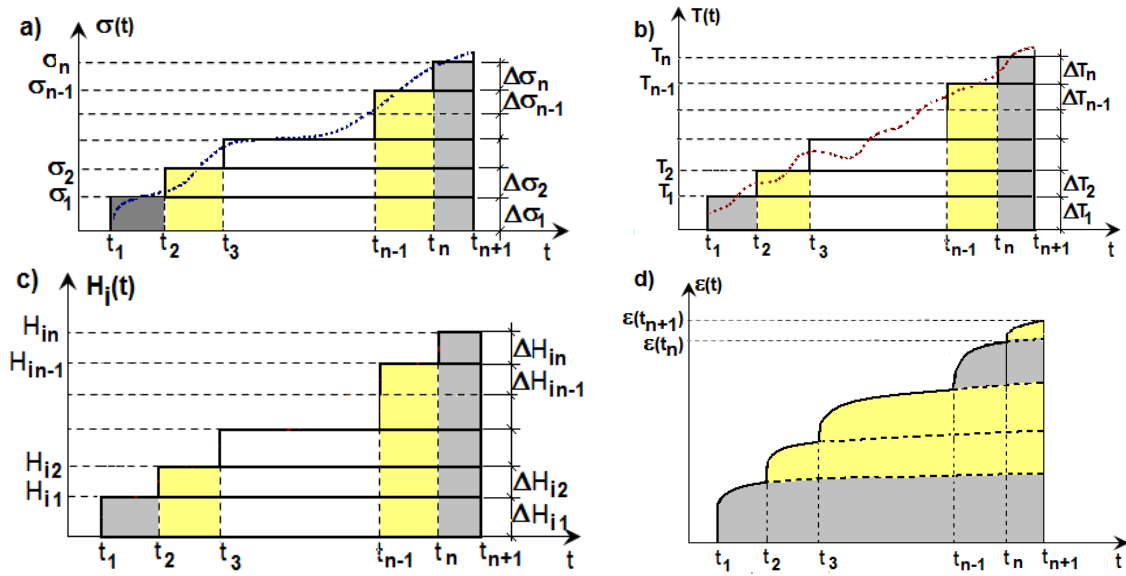 a) σ(t)
σn
σn-1
σ2
σ1
Δσn
Δσn-1
Δσ2
Δσ1
t1 t2 t3 tn-1 tn tn+1 t
b) T(t)
Tn
Tn-1
T2
T1
ΔTn
ΔTn-1
ΔT2
ΔT1
t1 t2 t3 tn-1 tn tn+1 t
c) Hi(t)
Hin
Hin-1
Hi2
Hi1
ΔHin
ΔHin-1
ΔHi2
ΔHi1
t1 t2 t3 tn-1 tn tn+1 t
d) ε(t)
ε(tn+1)
ε(tn)
t1 t2 t3 tn-1 tn tn+1 t